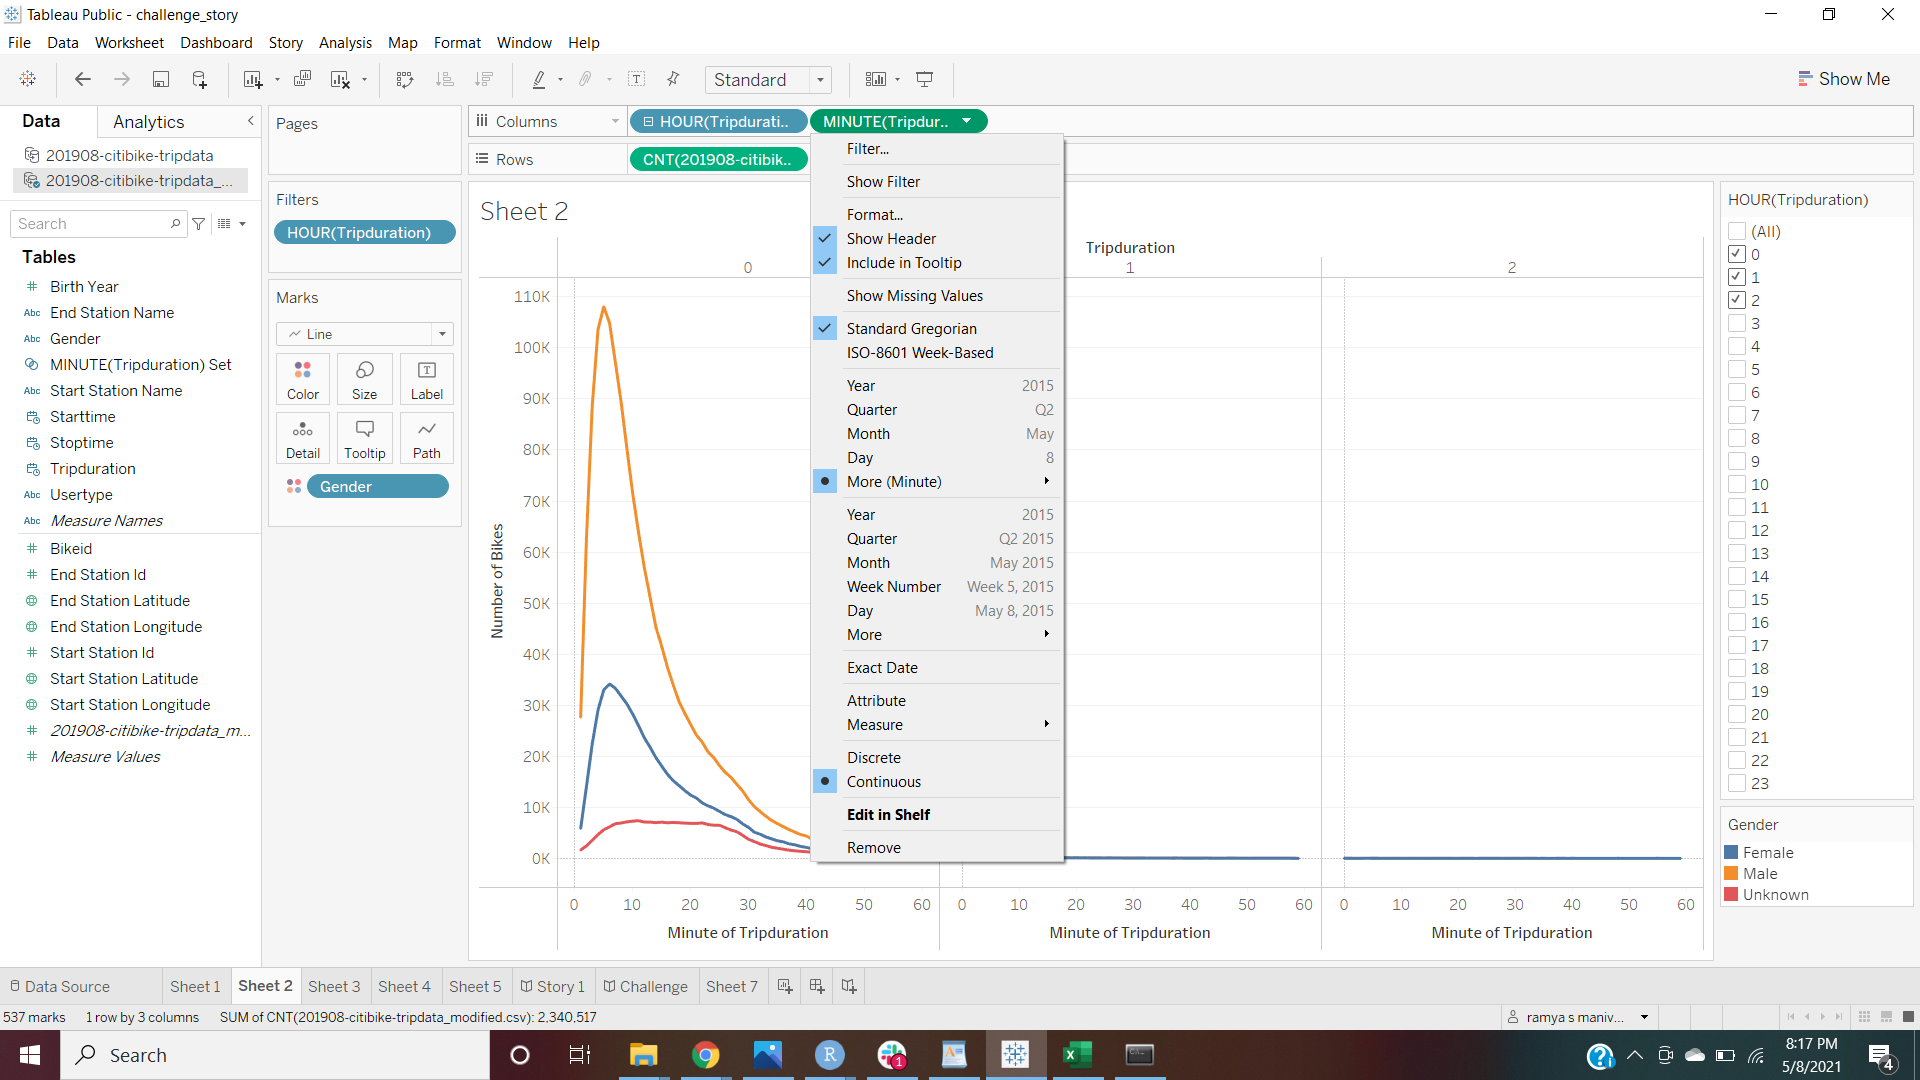 Tableau Public - challenge_story
File Data Worksheet Dashboard Story Analysis Map Format Window Help
Standard
Show Me
Data Analytics
201908-citibike-tripdata
201908-citibike-tripdata_...
Search
Tables
Birth Year
Abc End Station Name
Abc Gender
MINUTE(Tripduration) Set
Abc Start Station Name
Starttime
Stoptime
Tripduration
Abc Usertype
Abc Measure Names
Bikeid
End Station Id
End Station Latitude
End Station Longitude
Start Station Id
Start Station Latitude
Start Station Longitude
201908-citibike-tripdata_m...
Measure Values
Pages
Filters
HOUR(Tripduration)
Marks
Line
Color Size Label
Detail Tooltip Path
Gender
Columns HOUR(Tripdurati.. MINUTE(Tripdur..
Rows CNT(201908-citibik..
Sheet 2
Tripduration
0 1 2
Number of Bikes
110K
100K
90K
80K
70K
60K
50K
40K
30K
20K
10K
0K
0 10 20 30 40 50 60 0 10 20 30 40 50 60 0 10 20 30 40 50 60
Minute of Tripduration Minute of Tripduration Minute of Tripduration
Filter...
Show Filter
Format...
Show Header
Include in Tooltip
Show Missing Values
Standard Gregorian
ISO-8601 Week-Based
Year 2015
Quarter Q2
Month May
Day 8
More (Minute)
Year 2015
Quarter Q2 2015
Month May 2015
Week Number Week 5, 2015
Day May 8, 2015
More
Exact Date
Attribute
Measure
Discrete
Continuous
Edit in Shelf
Remove
HOUR(Tripduration)
(All)
0
1
2
3
4
5
6
7
8
9
10
11
12
13
14
15
16
17
18
19
20
21
22
23
Gender
Female
Male
Unknown
Data Source Sheet 1 Sheet 2 Sheet 3 Sheet 4 Sheet 5 Story 1 Challenge Sheet 7
537 marks 1 row by 3 columns SUM of CNT(201908-citibike-tripdata_modified.csv): 2,340,517
ramya s maniv...
Search
1
8:17 PM
5/8/2021
4